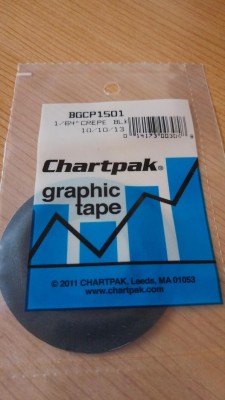 BGCP1501
1/64" CREPE BLK
10/10/13
Chartpak®
graphic
tape
© 2011 CHARTPAK, Leeds, MA 01053
www.chartpak.com